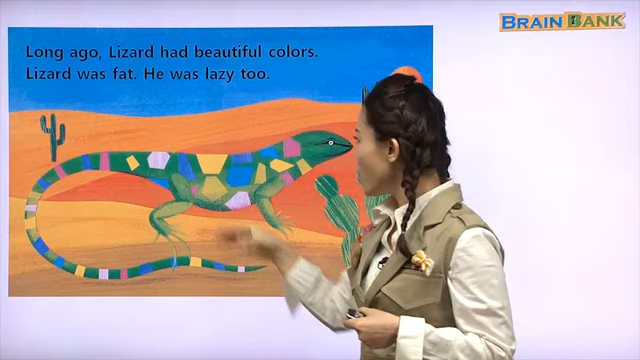 Long ago, Lizard had beautiful colors.
Lizard was fat. He was lazy too.
BRAIN BANK